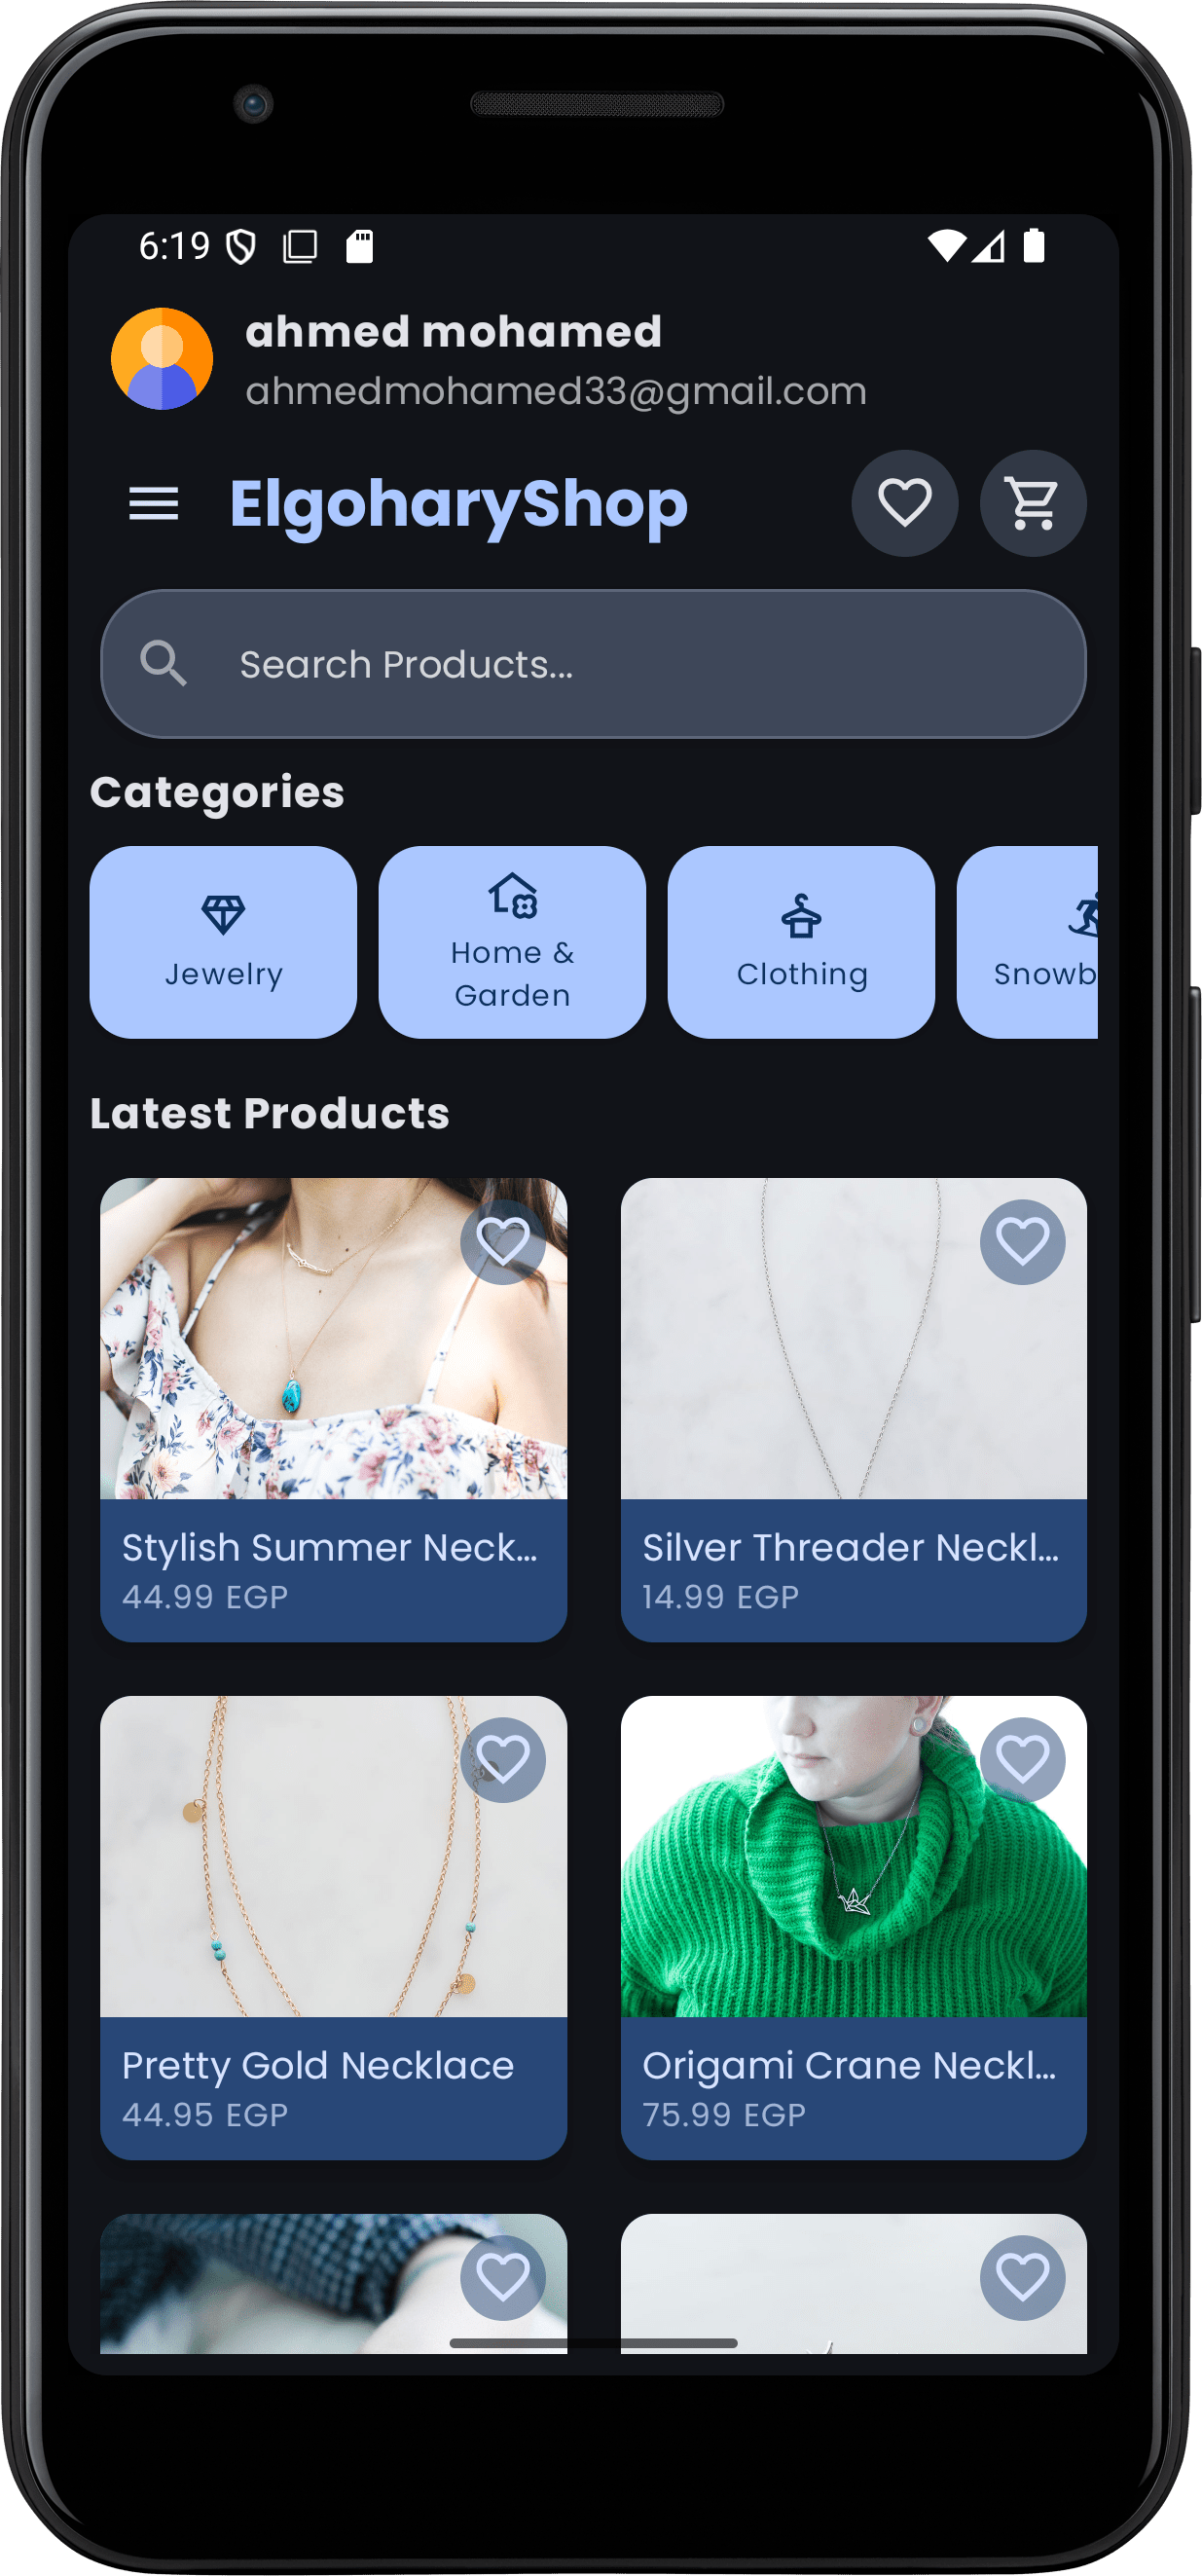 6:19
ahmed mohamed
ahmedmohamed33@gmail.com
ElgoharyShop
Search Products...
Categories
Jewelry
Home &
Garden
Clothing
Snowb
Latest Products
Stylish Summer Neck...
44.99 EGP
Silver Threader Neckl...
14.99 EGP
Pretty Gold Necklace
44.95 EGP
Origami Crane Neckl...
75.99 EGP